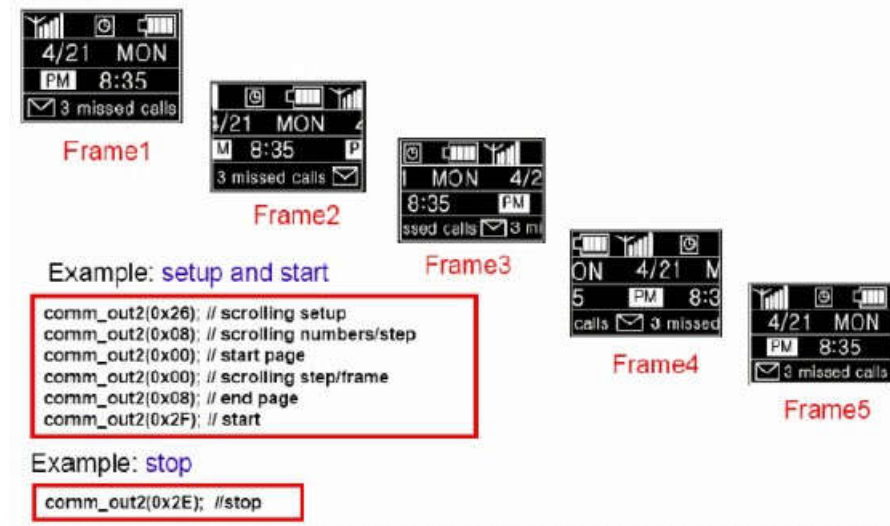 4/21 MON
PM 8:35
3 missed calls
Frame1
4/21 MON 4
M 8:35 P
3 missed calls
Frame2
1 MON 4/2
8:35 PM
ssed calls 3 mi
Frame3
ON 4/21 M
5 PM 8:3
calls 3 missed
Frame4
4/21 MON
PM 8:35
3 missed calls
Frame5
Example: setup and start
comm_out2(0x26); // scrolling setup
comm_out2(0x08); // scrolling numbers/step
comm_out2(0x00); // start page
comm_out2(0x00); // scrolling step/frame
comm_out2(0x08); // end page
comm_out2(0x2F); // start
Example: stop
comm_out2(0x2E); //stop